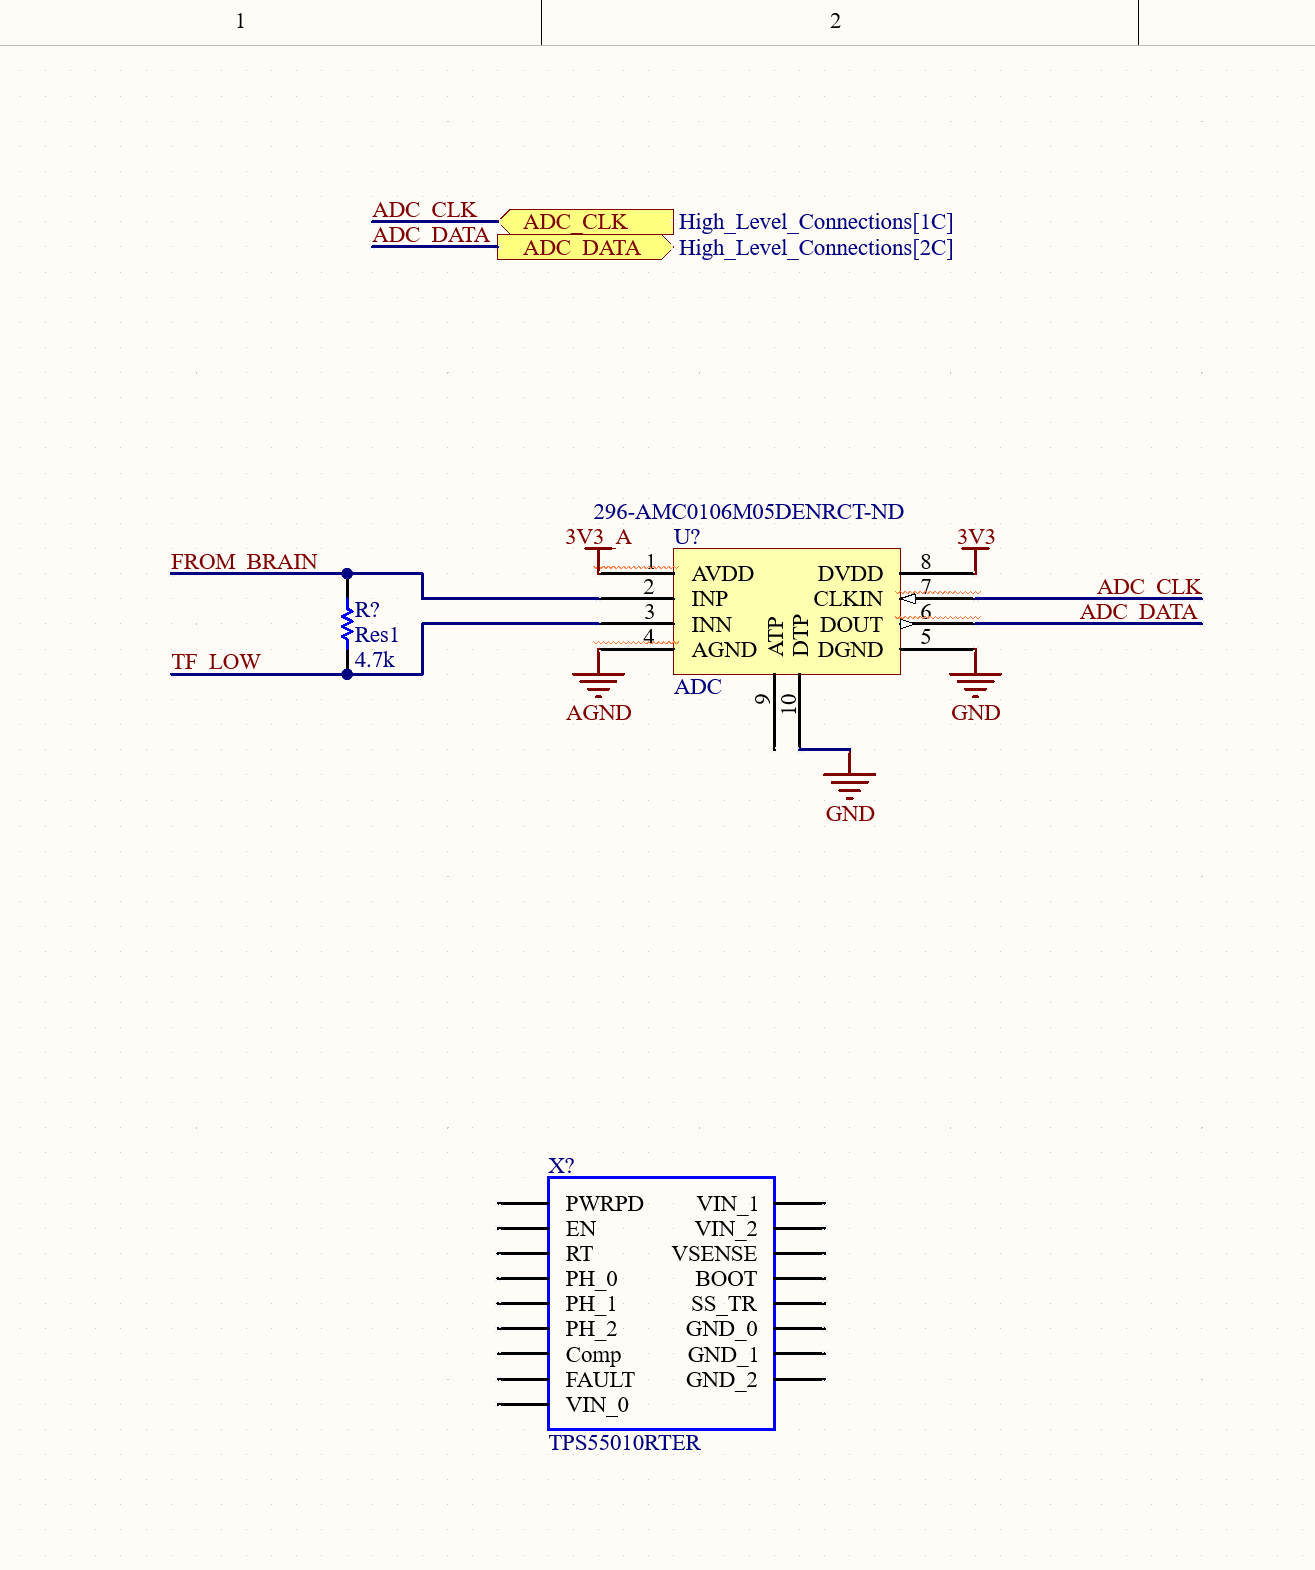 1
2
ADC_CLK
ADC_CLK
High_Level_Connections[1C]
ADC_DATA
ADC_DATA
High_Level_Connections[2C]
296-AMC0106M05DENRCT-ND
3V3_A
U?
3V3
FROM_BRAIN
1
AVDD
DVDD
8
2
INP
CLKIN
7
ADC_CLK
R?
3
INN
ATP
DTP
DOUT
6
ADC_DATA
Res1
4
AGND
DGND
5
TF_LOW
4.7k
ADC
9
10
AGND
GND
GND
X?
PWRPD
VIN_1
EN
VIN_2
RT
VSENSE
PH_0
BOOT
PH_1
SS_TR
PH_2
GND_0
Comp
GND_1
FAULT
GND_2
VIN_0
TPS55010RTER